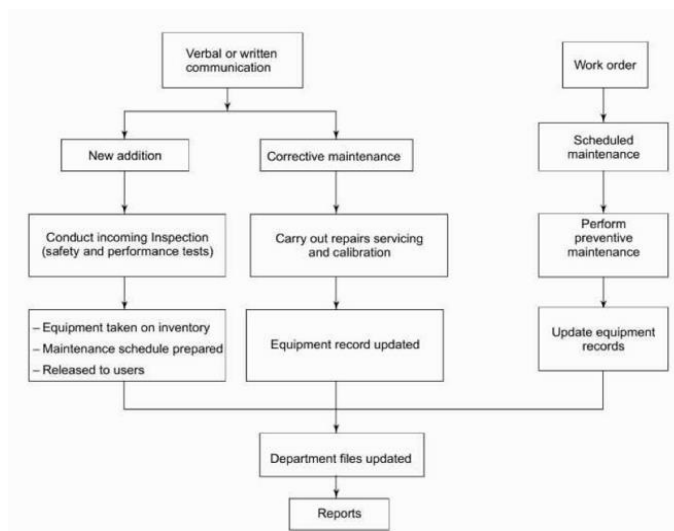 Verbal or written
communication
Work order
New addition
Corrective maintenance
Scheduled
maintenance
Conduct incoming Inspection
(safety and performance tests)
Carry out repairs servicing
and calibration
Perform
preventive
maintenance
– Equipment taken on inventory
– Maintenance schedule prepared
– Released to users
Equipment record updated
Update equipment
records
Department files updated
Reports